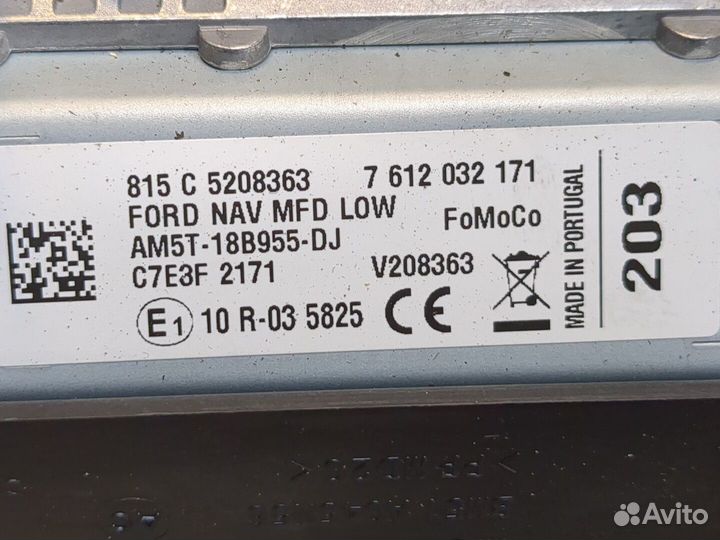 815 C 5208363 7 612 032 171
FORD NAV MFD LOW
FoMoCo
AM5T-18B955-DJ
C7E3F 2171 V208363
E1 10 R-03 5825 CE
MADE IN PORTUGAL
203
Avito